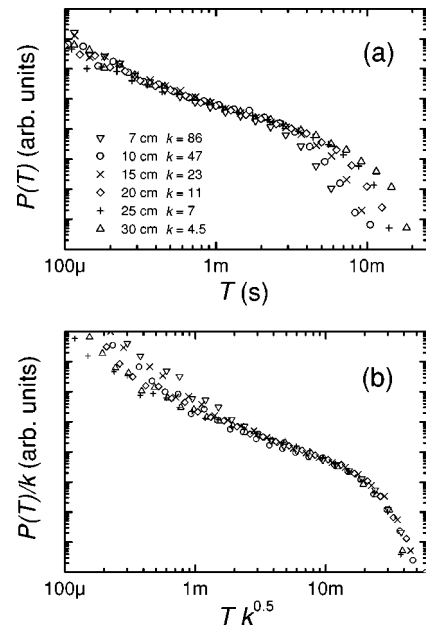 (a)
P(T) (arb. units)
7 cm k = 86
10 cm k = 47
15 cm k = 23
20 cm k = 11
25 cm k = 7
30 cm k = 4.5
100μ 1m 10m
T (s)
(b)
P(T)/k (arb. units)
100μ 1m 10m
T k^0.5